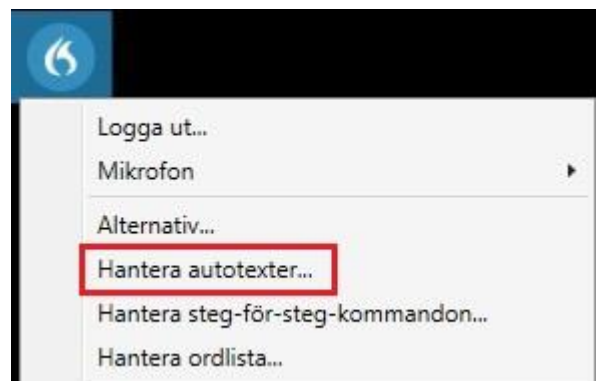 Logga ut...
Mikrofon
Alternativ...
Hantera autotexter...
Hantera steg-för-steg-kommandon...
Hantera ordlista...